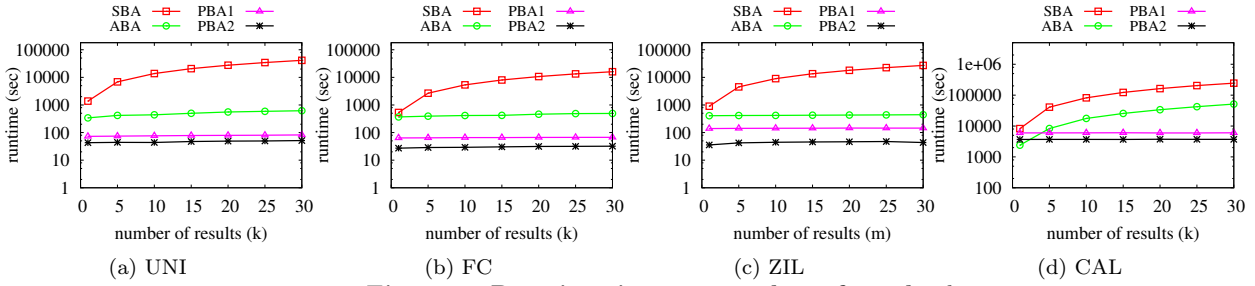 SBA PBA1
ABA PBA2
runtime (sec)
100000
10000
1000
100
10
1
0 5 10 15 20 25 30
number of results (k)
(a) UNI
SBA PBA1
ABA PBA2
runtime (sec)
100000
10000
1000
100
10
1
0 5 10 15 20 25 30
number of results (k)
(b) FC
SBA PBA1
ABA PBA2
runtime (sec)
100000
10000
1000
100
10
1
0 5 10 15 20 25 30
number of results (m)
(c) ZIL
SBA PBA1
ABA PBA2
runtime (sec)
1e+06
100000
10000
1000
100
0 5 10 15 20 25 30
number of results (k)
(d) CAL